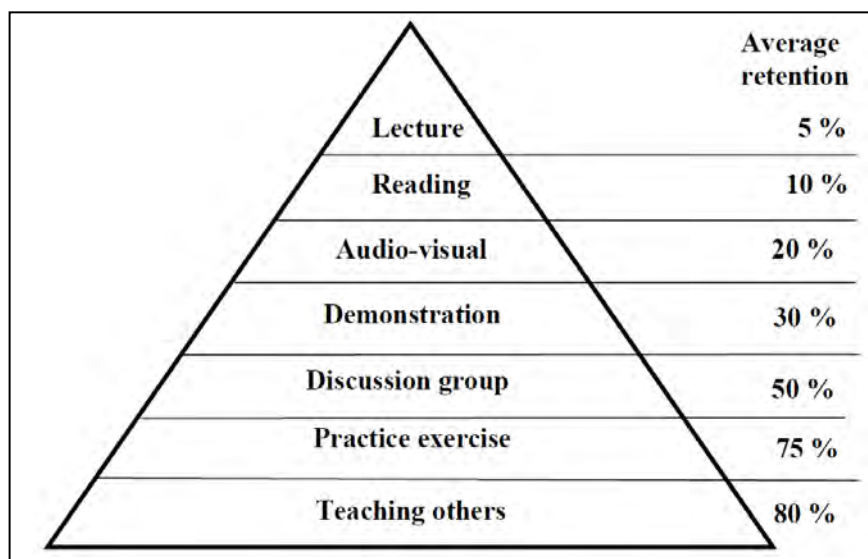 Average
retention
Lecture 5 %
Reading 10 %
Audio-visual 20 %
Demonstration 30 %
Discussion group 50 %
Practice exercise 75 %
Teaching others 80 %